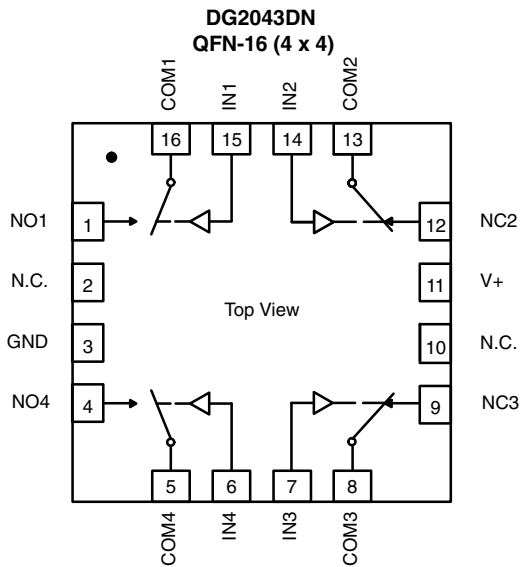 DG2043DN
QFN-16 (4 x 4)
COM1
IN1
IN2
COM2
16
15
14
13
NO1
1
12
NC2
N.C.
2
11
V+
Top View
GND
3
10
N.C.
NO4
4
9
NC3
5
6
7
8
COM4
IN4
IN3
COM3